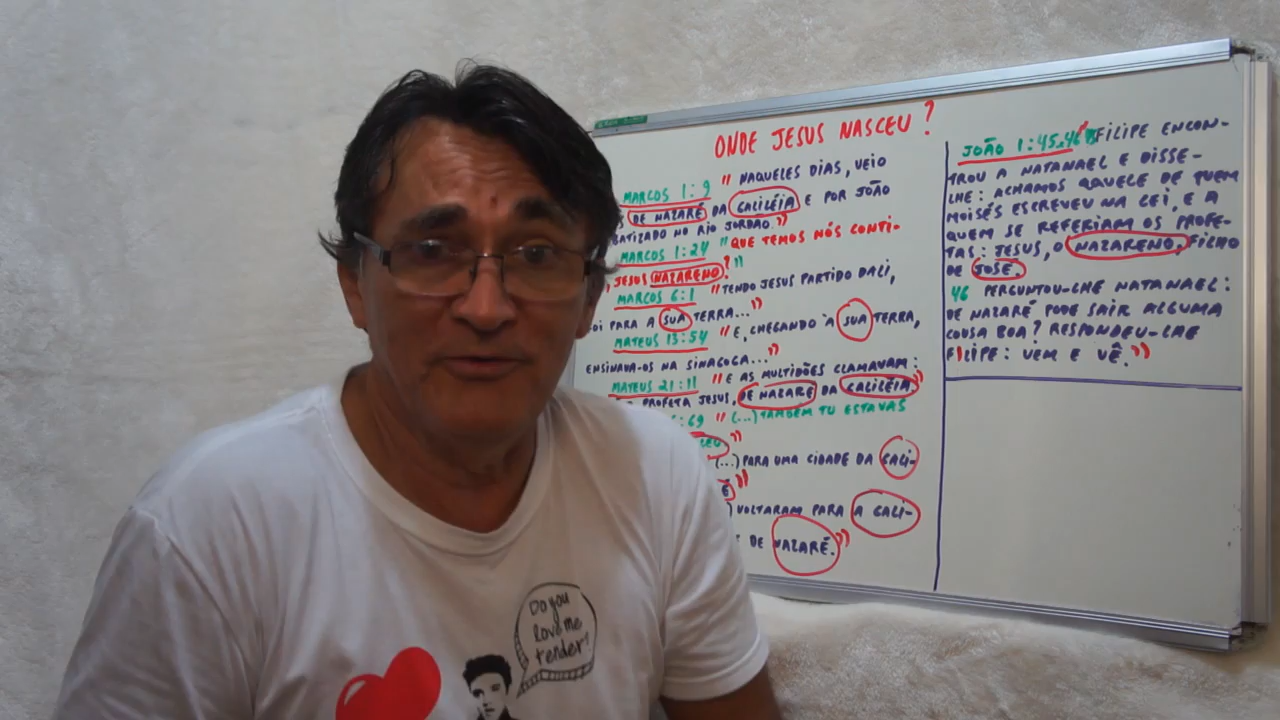 ONDE JESUS NASCEU?
MARCOS 1:9 " NAQUELES DIAS, VEIO
DE NAZARÉ DA GALILÉIA E POR JOÃO
BATIZADO NO RIO JORDÃO."
MARCOS 1:24 "QUE TEMOS NÓS CONTI-
, JESUS NAZARENO?"
MARCOS 6:1 "TENDO JESUS PARTIDO DALI,
FOI PARA A SUA TERRA..."
MATEUS 13:54 "E, CHEGANDO À SUA TERRA,
ENSINAVA-OS NA SINAGOGA..."
MATEUS 21:11 "E AS MULTIDÕES CLAMAVAM:
PROFETA JESUS, DE NAZARÉ DA GALILÉIA"
:69 "(...) TAMBÉM TU ESTAVAS
"
(...) PARA UMA CIDADE DA GALI-
"
VOLTARAM PARA A GALI-
DE NAZARÉ."
JOÃO 1:45,46 "FILIPE ENCON-
TROU A NATANAEL E DISSE-
LHE: ACHAMOS AQUELE DE QUEM
MOISÉS ESCREVEU NA LEI, E A
QUEM SE REFERIAM OS PROFE-
TAS: JESUS, O NAZARENO, FILHO
DE JOSÉ.
46 PERGUNTOU-LHE NATANAEL:
DE NAZARÉ PODE SAIR ALGUMA
COUSA BOA? RESPONDEU-LHE
FILIPE: VEM E VÊ."
Do you
love me
tender?